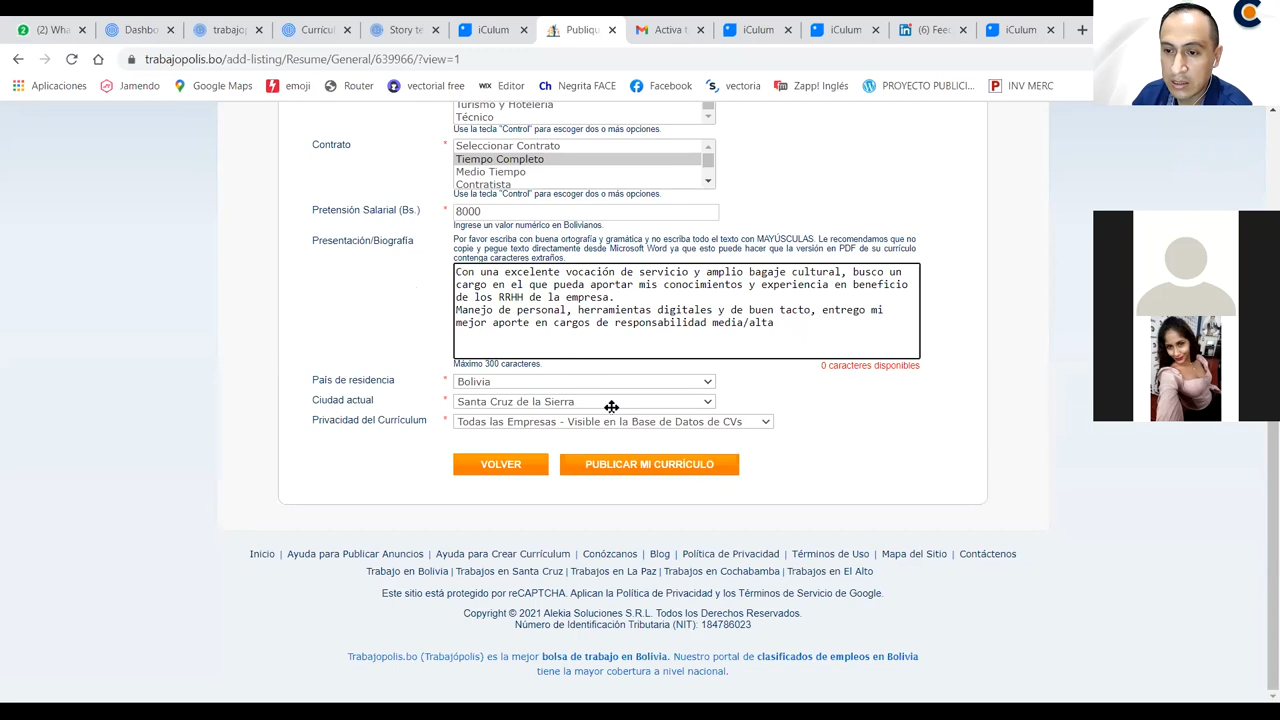 (2) Wha
Dashbo
trabajop
Currícu
Story te
iCulum
Publiqu
Activa t
iCulum
iCulum
(6) Feed
iCulum
trabajopolis.bo/add-listing/Resume/General/639966/?view=1
Aplicaciones
Jamendo
Google Maps
emoji
Router
vectorial free
Editor
Negrita FACE
Facebook
vectoria
Zapp! Inglés
PROYECTO PUBLICI...
INV MERC
Turismo y Hotelería
Técnico
Use la tecla "Control" para escoger dos o más opciones.
Contrato *
Seleccionar Contrato
Tiempo Completo
Medio Tiempo
Contratista
Use la tecla "Control" para escoger dos o más opciones.
Pretensión Salarial (Bs.) * 8000
Ingrese un valor numérico en Bolivianos.
Presentación/Biografía
Por favor escriba con buena ortografía y gramática y no escriba todo el texto con MAYÚSCULAS. Le recomendamos que no
copie y pegue texto directamente desde Microsoft Word ya que esto puede hacer que la versión en PDF de su currículo
contenga caracteres extraños.
Con una excelente vocación de servicio y amplio bagaje cultural, busco un
cargo en el que pueda aportar mis conocimientos y experiencia en beneficio
de los RRHH de la empresa.
Manejo de personal, herramientas digitales y de buen tacto, entrego mi
mejor aporte en cargos de responsabilidad media/alta
Máximo 300 caracteres.
0 caracteres disponibles
País de residencia * Bolivia
Ciudad actual * Santa Cruz de la Sierra
Privacidad del Currículum * Todas las Empresas - Visible en la Base de Datos de CVs
VOLVER
PUBLICAR MI CURRÍCULO
Inicio | Ayuda para Publicar Anuncios | Ayuda para Crear Currículum | Conózcanos | Blog | Política de Privacidad | Términos de Uso | Mapa del Sitio | Contáctenos
Trabajo en Bolivia | Trabajos en Santa Cruz | Trabajos en La Paz | Trabajos en Cochabamba | Trabajos en El Alto
Este sitio está protegido por reCAPTCHA. Aplican la Política de Privacidad y los Términos de Servicio de Google.
Copyright © 2021 Alekia Soluciones S.R.L. Todos los Derechos Reservados.
Número de Identificación Tributaria (NIT): 184786023
Trabajopolis.bo (Trabajópolis) es la mejor bolsa de trabajo en Bolivia. Nuestro portal de clasificados de empleos en Bolivia
tiene la mayor cobertura a nivel nacional.